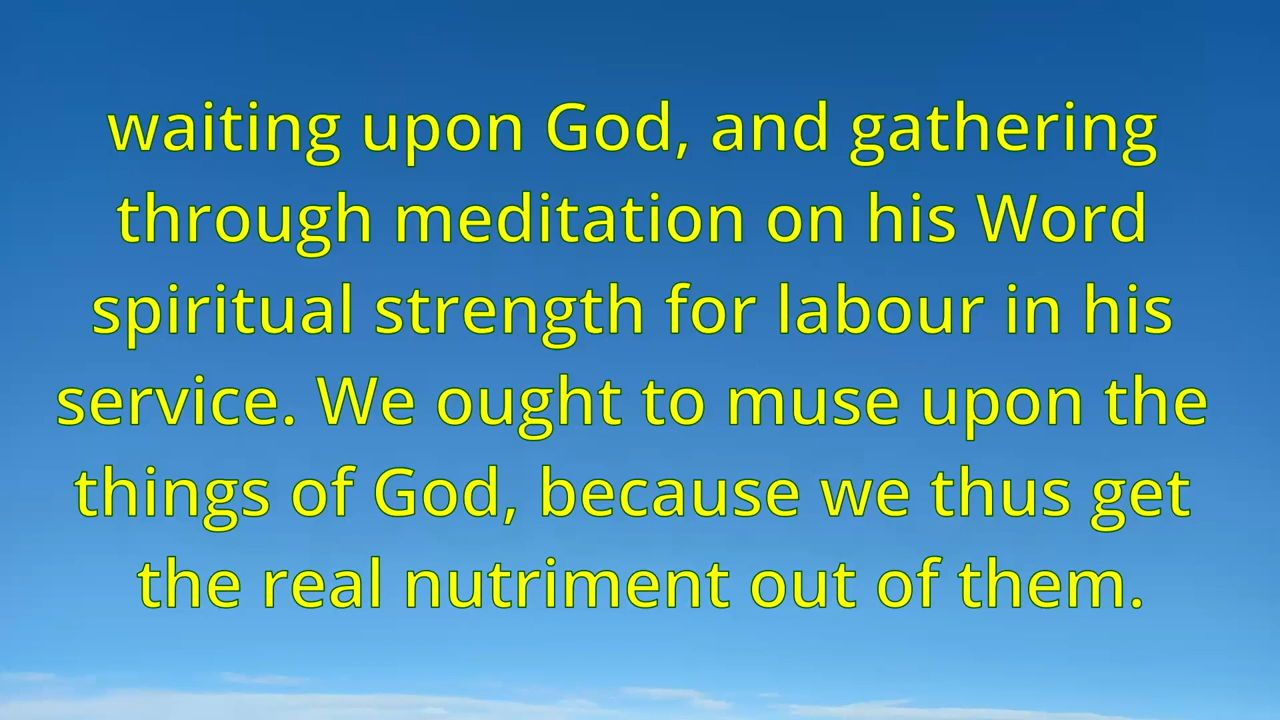 waiting upon God, and gathering
through meditation on his Word
spiritual strength for labour in his
service. We ought to muse upon the
things of God, because we thus get
the real nutriment out of them.